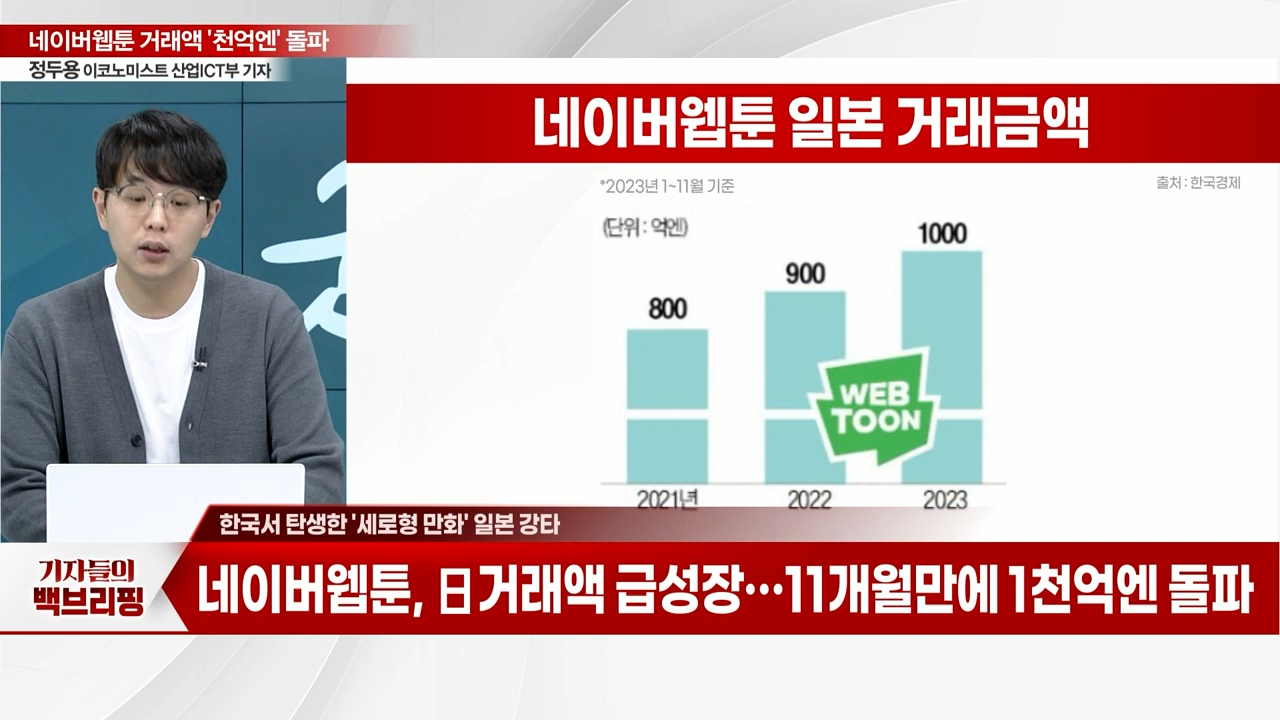 네이버웹툰 거래액 '천억엔' 돌파
정두용 이코노미스트 산업ICT부 기자
네이버웹툰 일본 거래금액
*2023년 1~11월 기준
출처 : 한국경제
(단위 : 억엔)
800
900
1000
WEB
TOON
2021년
2022
2023
한국서 탄생한 '세로형 만화' 일본 강타
기자들의
백브리핑
네이버웹툰, 日거래액 급성장…11개월만에 1천억엔 돌파